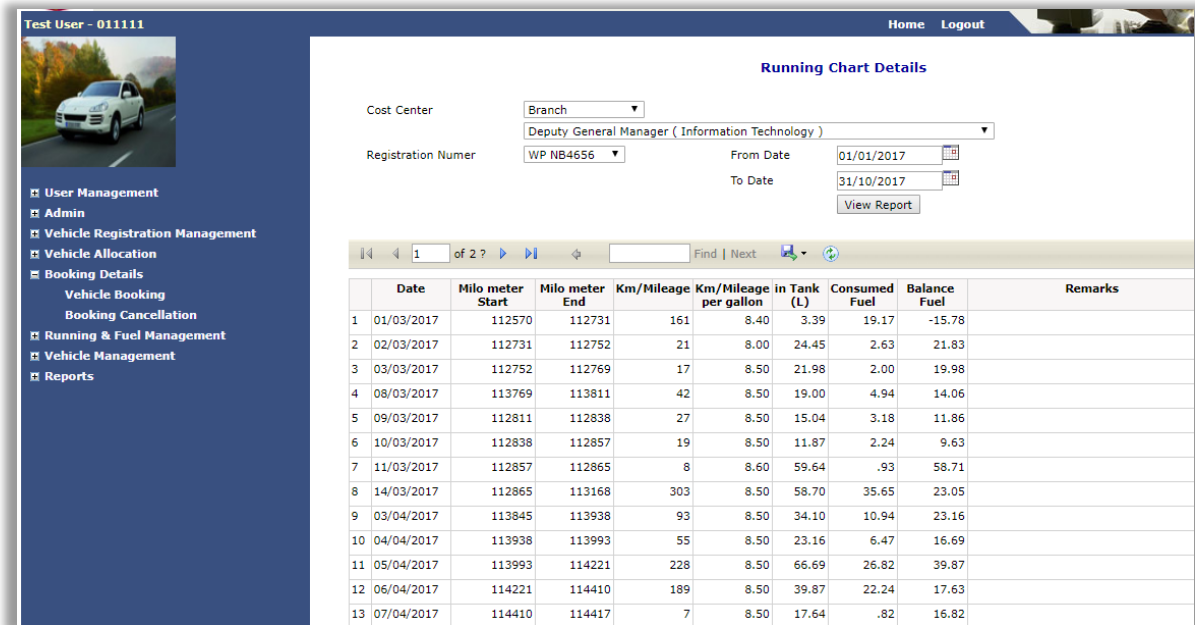 Test User - 011111
Home Logout
Running Chart Details
Cost Center Branch
Deputy General Manager ( Information Technology )
Registration Numer WP NB4656 From Date 01/01/2017
To Date 31/10/2017
View Report
User Management
Admin
Vehicle Registration Management
Vehicle Allocation
Booking Details
Vehicle Booking
Booking Cancellation
Running & Fuel Management
Vehicle Management
Reports
1 of 2 ? Find | Next
Date Milo meter Start Milo meter End Km/Mileage Km/Mileage per gallon in Tank (L) Consumed Fuel Balance Fuel Remarks
1 01/03/2017 112570 112731 161 8.40 3.39 19.17 -15.78
2 02/03/2017 112731 112752 21 8.00 24.45 2.63 21.83
3 03/03/2017 112752 112769 17 8.50 21.98 2.00 19.98
4 08/03/2017 113769 113811 42 8.50 19.00 4.94 14.06
5 09/03/2017 112811 112838 27 8.50 15.04 3.18 11.86
6 10/03/2017 112838 112857 19 8.50 11.87 2.24 9.63
7 11/03/2017 112857 112865 8 8.60 59.64 .93 58.71
8 14/03/2017 112865 113168 303 8.50 58.70 35.65 23.05
9 03/04/2017 113845 113938 93 8.50 34.10 10.94 23.16
10 04/04/2017 113938 113993 55 8.50 23.16 6.47 16.69
11 05/04/2017 113993 114221 228 8.50 66.69 26.82 39.87
12 06/04/2017 114221 114410 189 8.50 39.87 22.24 17.63
13 07/04/2017 114410 114417 7 8.50 17.64 .82 16.82